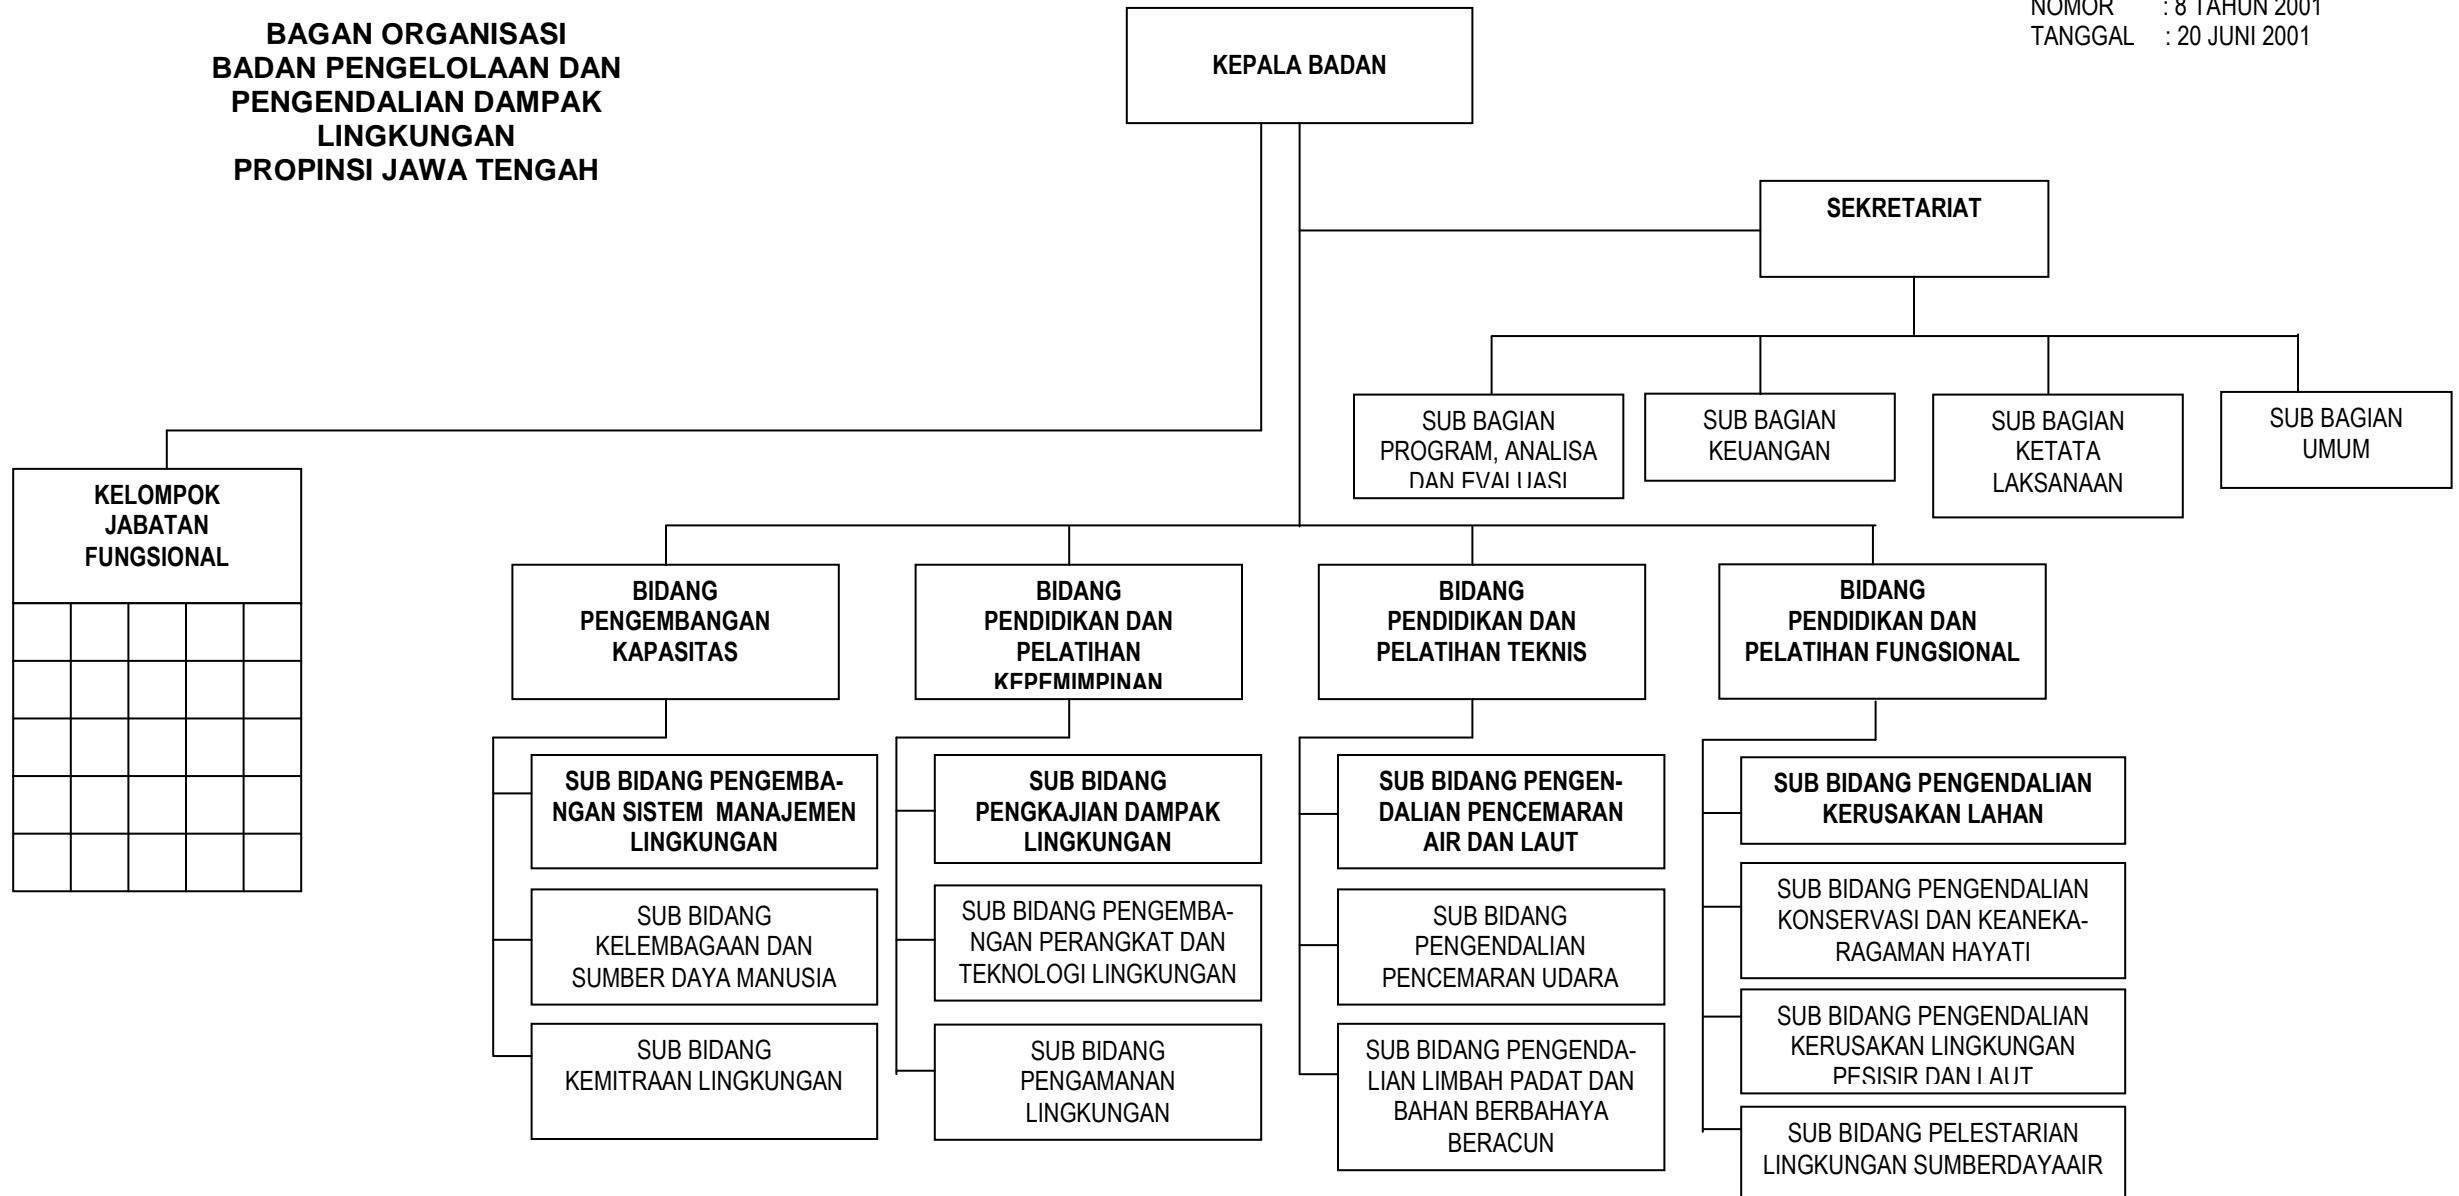 NOMOR : 8 TAHUN 2001
TANGGAL : 20 JUNI 2001
BAGAN ORGANISASI
BADAN PENGELOLAAN DAN
PENGENDALIAN DAMPAK
LINGKUNGAN
PROPINSI JAWA TENGAH
KEPALA BADAN
SEKRETARIAT
SUB BAGIAN
PROGRAM, ANALISA
DAN EVALUASI
SUB BAGIAN
KEUANGAN
SUB BAGIAN
KETATA
LAKSANAAN
SUB BAGIAN
UMUM
KELOMPOK
JABATAN
FUNGSIONAL
BIDANG
PENGEMBANGAN
KAPASITAS
BIDANG
PENDIDIKAN DAN
PELATIHAN
KEPEMIMPINAN
BIDANG
PENDIDIKAN DAN
PELATIHAN TEKNIS
BIDANG
PENDIDIKAN DAN
PELATIHAN FUNGSIONAL
SUB BIDANG PENGEMBA-
NGAN SISTEM  MANAJEMEN
LINGKUNGAN
SUB BIDANG
KELEMBAGAAN DAN
SUMBER DAYA MANUSIA
SUB BIDANG
KEMITRAAN LINGKUNGAN
SUB BIDANG
PENGKAJIAN DAMPAK
LINGKUNGAN
SUB BIDANG PENGEMBA-
NGAN PERANGKAT DAN
TEKNOLOGI LINGKUNGAN
SUB BIDANG
PENGAMANAN
LINGKUNGAN
SUB BIDANG PENGEN-
DALIAN PENCEMARAN
AIR DAN LAUT
SUB BIDANG
PENGENDALIAN
PENCEMARAN UDARA
SUB BIDANG PENGENDA-
LIAN LIMBAH PADAT DAN
BAHAN BERBAHAYA
BERACUN
SUB BIDANG PENGENDALIAN
KERUSAKAN LAHAN
SUB BIDANG PENGENDALIAN
KONSERVASI DAN KEANEKA-
RAGAMAN HAYATI
SUB BIDANG PENGENDALIAN
KERUSAKAN LINGKUNGAN
PESISIR DAN LAUT
SUB BIDANG PELESTARIAN
LINGKUNGAN SUMBERDAYAAIR